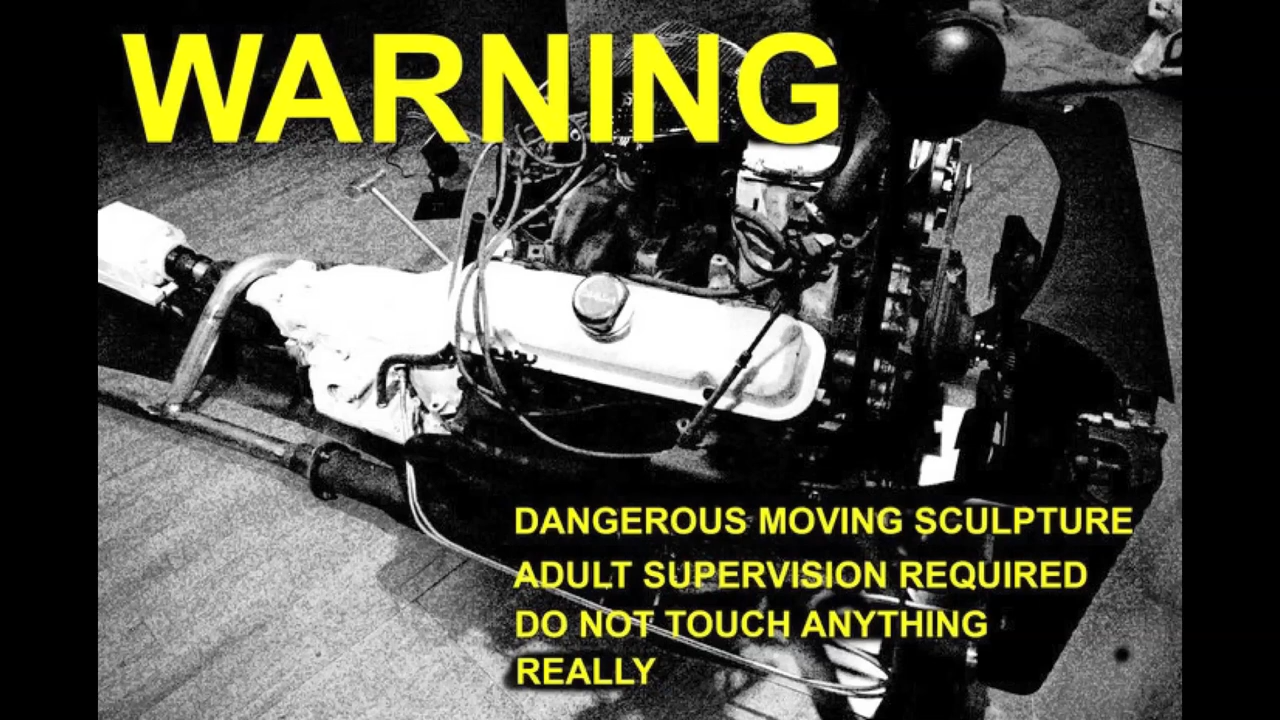 WARNING
DANGEROUS MOVING SCULPTURE
ADULT SUPERVISION REQUIRED
DO NOT TOUCH ANYTHING
REALLY